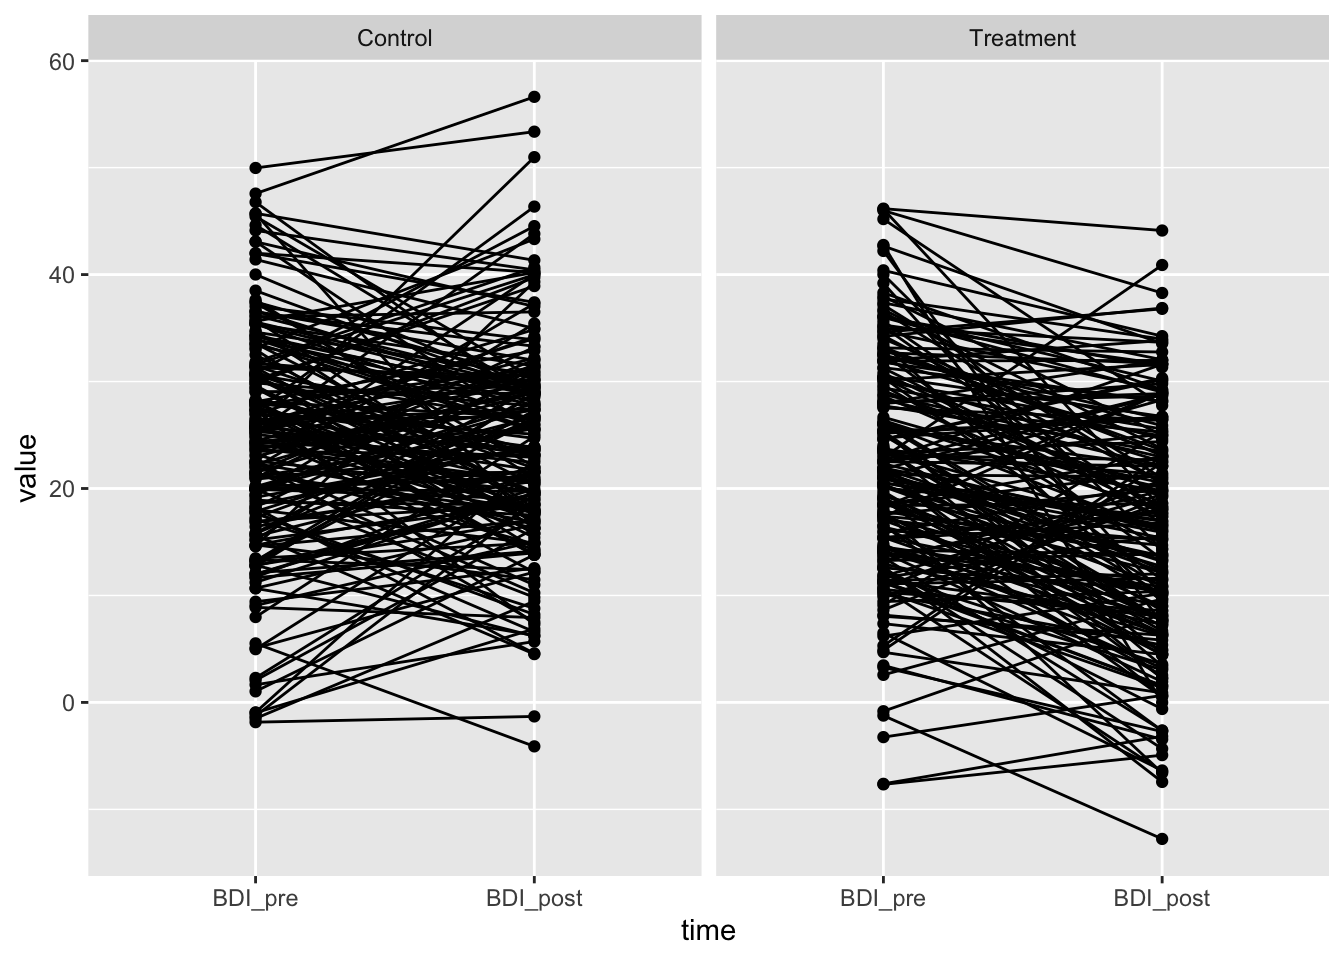 Control
Treatment
60
40
20
0
value
BDI_pre
BDI_post
BDI_pre
BDI_post
time